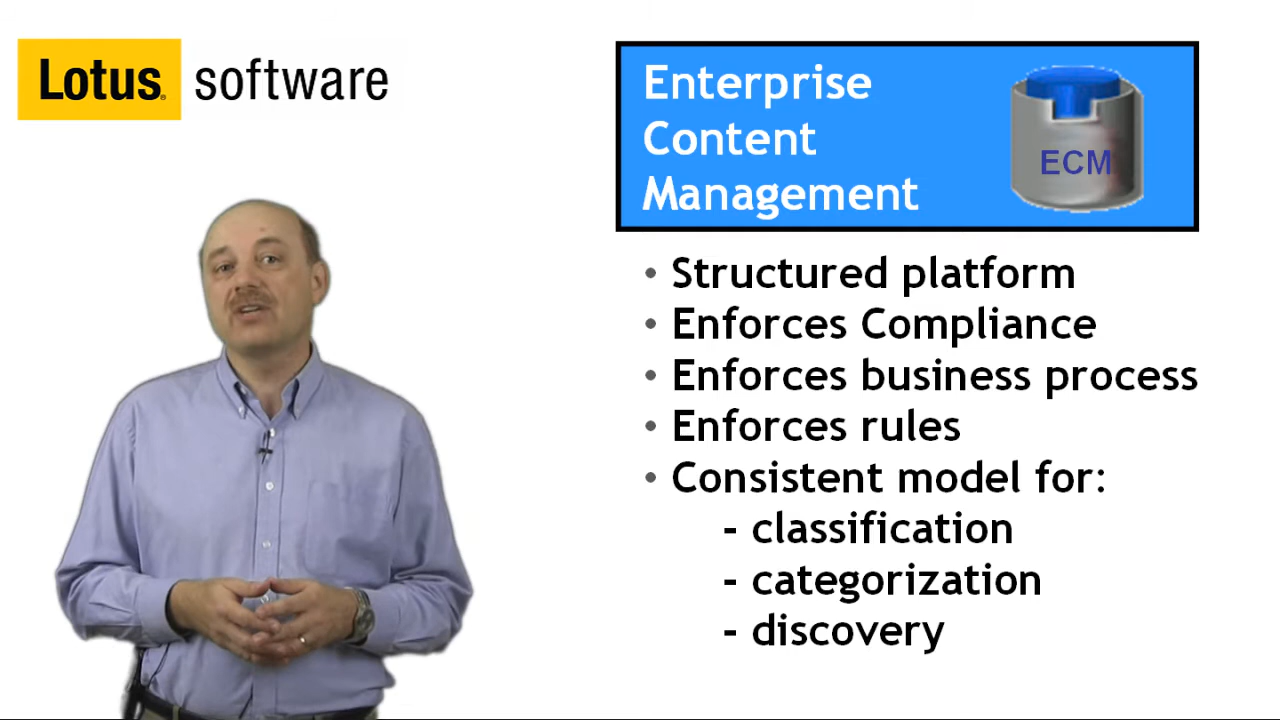 Lotus. software
Enterprise
Content
Management
ECM
• Structured platform
• Enforces Compliance
• Enforces business process
• Enforces rules
• Consistent model for:
- classification
- categorization
- discovery